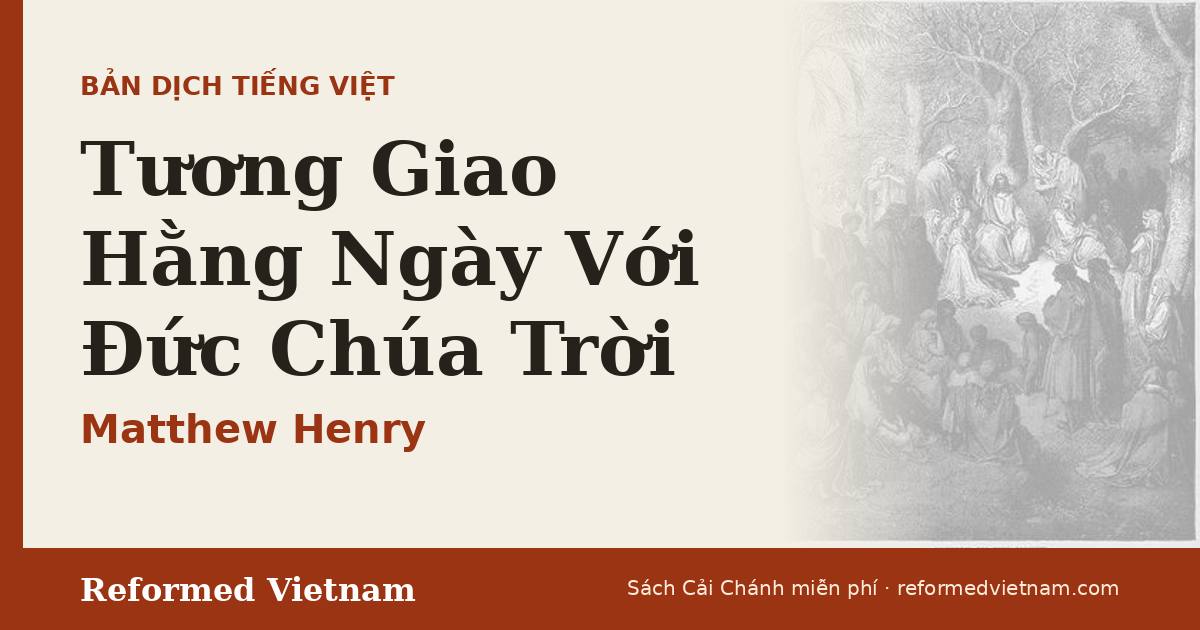 BẢN DỊCH TIẾNG VIỆT
Tương Giao
Hằng Ngày Với
Đức Chúa Trời
Matthew Henry
Reformed Vietnam
Sách Cải Chánh miễn phí · reformedvietnam.com